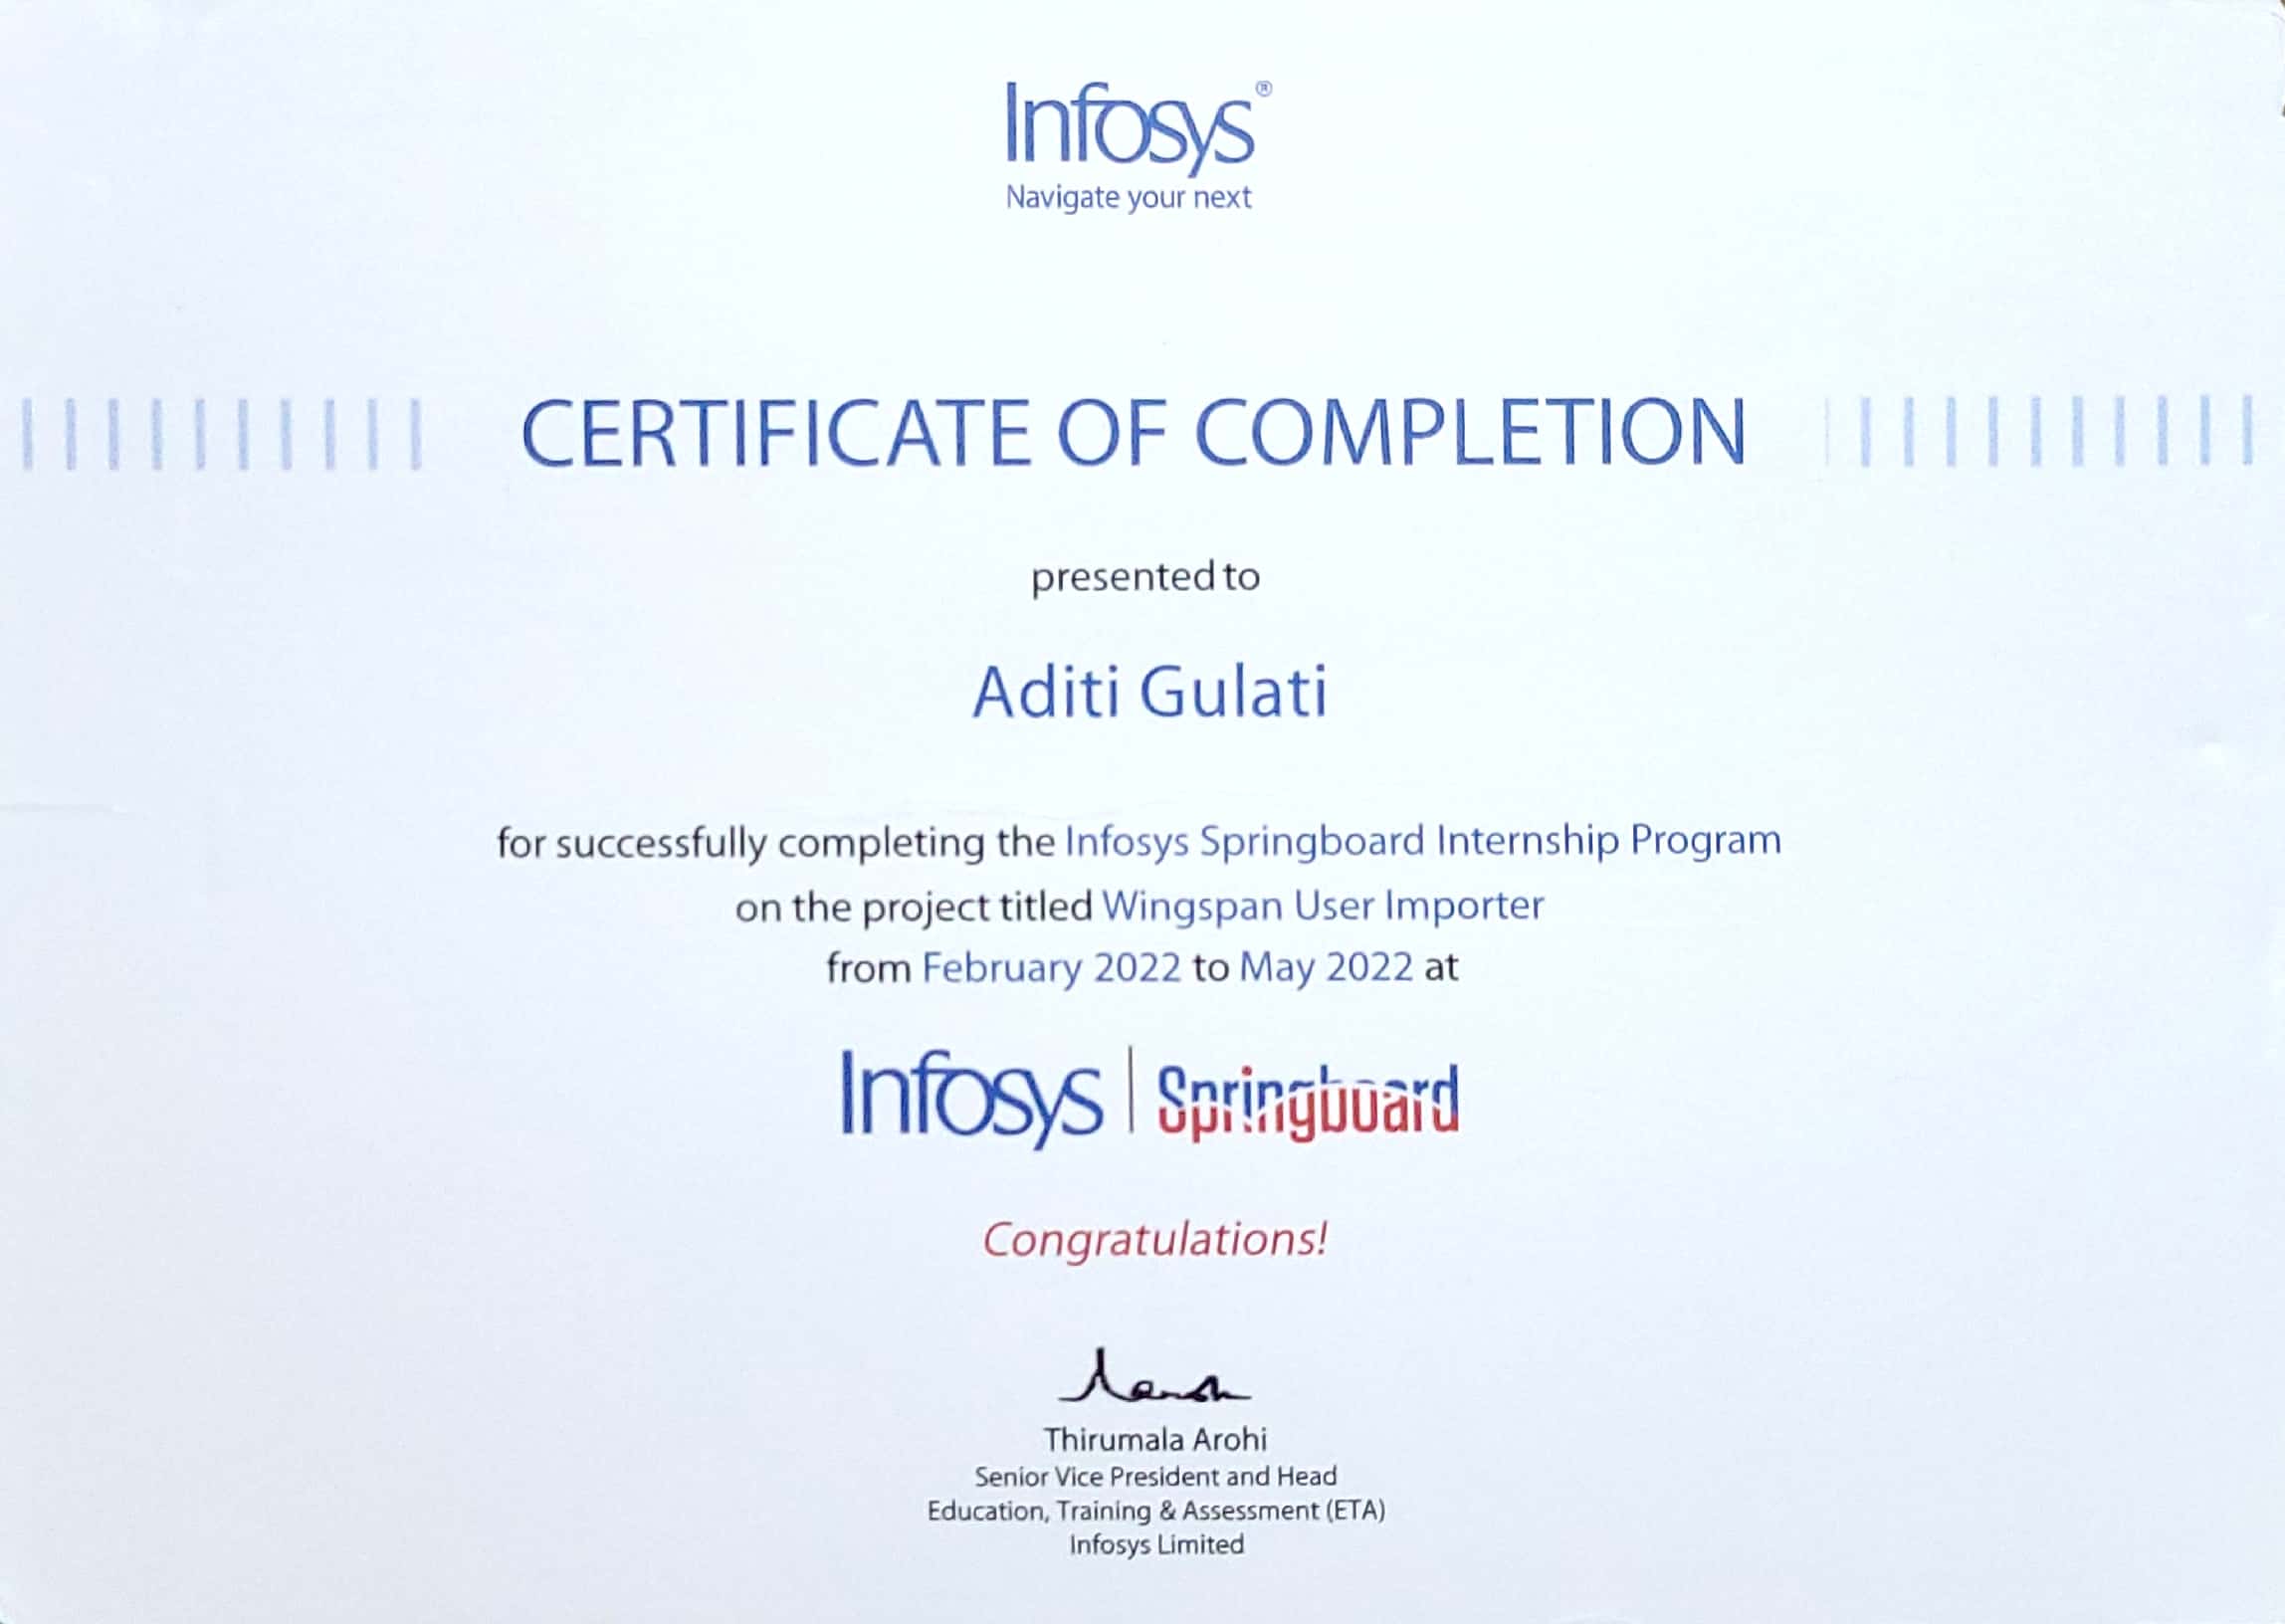 Infosys®
Navigate your next
CERTIFICATE OF COMPLETION
presented to
Aditi Gulati
for successfully completing the Infosys Springboard Internship Program
on the project titled Wingspan User Importer
from February 2022 to May 2022 at
Infosys | Springboard
Congratulations!
Thirumala Arohi
Senior Vice President and Head
Education, Training & Assessment (ETA)
Infosys Limited